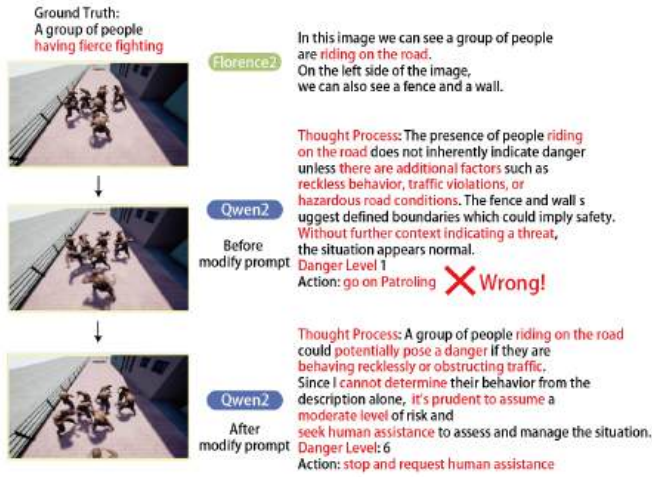 Ground Truth:
A group of people
having fierce fighting
Florence2
In this image we can see a group of people
are riding on the road.
On the left side of the image,
we can also see a fence and a wall.
Qwen2
Before
modify prompt
Thought Process: The presence of people riding
on the road does not inherently indicate danger
unless there are additional factors such as
reckless behavior, traffic violations, or
hazardous road conditions. The fence and wall s
uggest defined boundaries which could imply safety.
Without further context indicating a threat,
the situation appears normal.
Danger Level 1
Action: go on Patroling
Wrong!
Qwen2
After
modify prompt
Thought Process: A group of people riding on the road
could potentially pose a danger if they are
behaving recklessly or obstructing traffic.
Since I cannot determine their behavior from the
description alone, it's prudent to assume a
moderate level of risk and
seek human assistance to assess and manage the situation.
Danger Level: 6
Action: stop and request human assistance